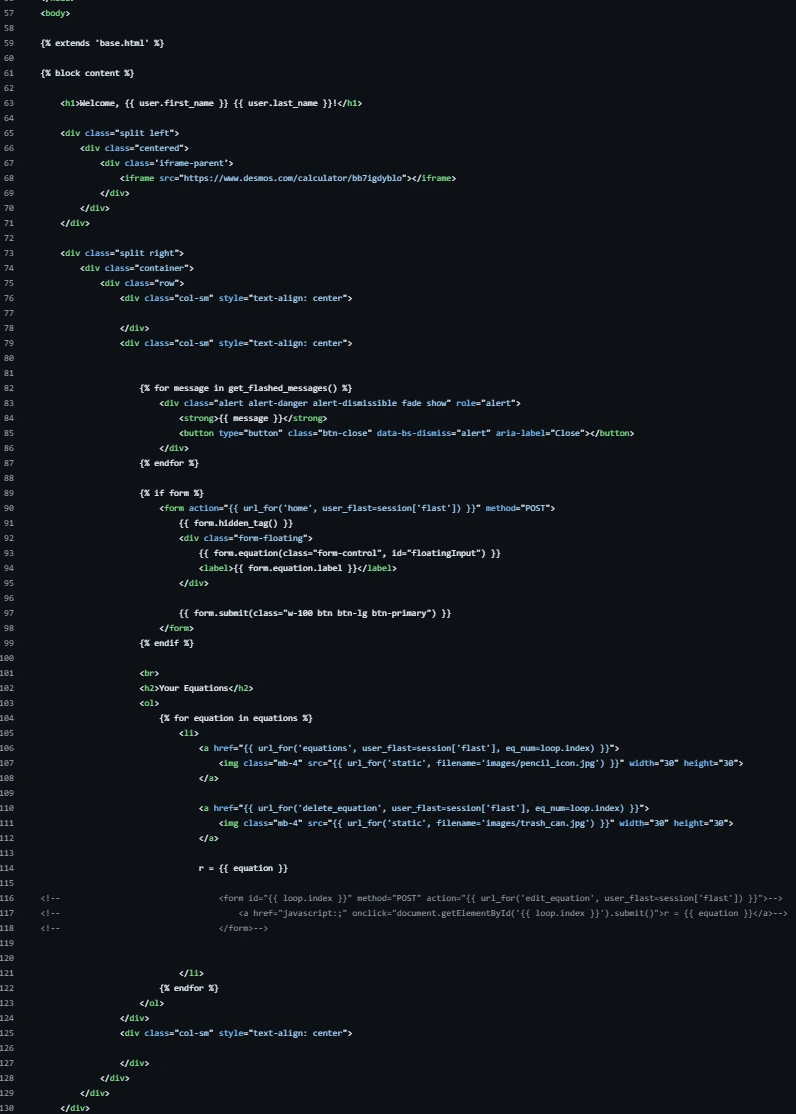 57 <body>
58
59 {% extends 'base.html' %}
60
61 {% block content %}
62
63 <h1>Welcome, {{ user.first_name }} {{ user.last_name }}!</h1>
64
65 <div class="split left">
66 <div class="centered">
67 <div class='iframe-parent'>
68 <iframe src="https://www.desmos.com/calculator/bb7igdyblo"></iframe>
69 </div>
70 </div>
71 </div>
72
73 <div class="split right">
74 <div class="container">
75 <div class="row">
76 <div class="col-sm" style="text-align: center">
77
78 </div>
79 <div class="col-sm" style="text-align: center">
80
81
82 {% for message in get_flashed_messages() %}
83 <div class="alert alert-danger alert-dismissible fade show" role="alert">
84 <strong>{{ message }}</strong>
85 <button type="button" class="btn-close" data-bs-dismiss="alert" aria-label="Close"></button>
86 </div>
87 {% endfor %}
88
89 {% if form %}
90 <form action="{{ url_for('home', user_flast=session['flast']) }}" method="POST">
91 {{ form.hidden_tag() }}
92 <div class="form-floating">
93 {{ form.equation(class="form-control", id="floatingInput") }}
94 <label>{{ form.equation.label }}</label>
95 </div>
96
97 {{ form.submit(class="w-100 btn btn-lg btn-primary") }}
98 </form>
99 {% endif %}
100
101 <br>
102 <h2>Your Equations</h2>
103 <ol>
104 {% for equation in equations %}
105 <li>
106 <a href="{{ url_for('equations', user_flast=session['flast'], eq_num=loop.index) }}">
107 <img class="mb-4" src="{{ url_for('static', filename='images/pencil_icon.jpg') }}" width="30" height="30">
108 </a>
109
110 <a href="{{ url_for('delete_equation', user_flast=session['flast'], eq_num=loop.index) }}">
111 <img class="mb-4" src="{{ url_for('static', filename='images/trash_can.jpg') }}" width="30" height="30">
112 </a>
113
114 r = {{ equation }}
115
116 <!-- <form id="{{ loop.index }}" method="POST" action="{{ url_for('edit_equation', user_flast=session['flast']) }}">-->
117 <!-- <a href="javascript:;" onclick="document.getElementById('{{ loop.index }}').submit()">r = {{ equation }}</a>-->
118 <!-- </form>-->
119
120
121 </li>
122 {% endfor %}
123 </ol>
124 </div>
125 <div class="col-sm" style="text-align: center">
126
127 </div>
128 </div>
129 </div>
130 </div>